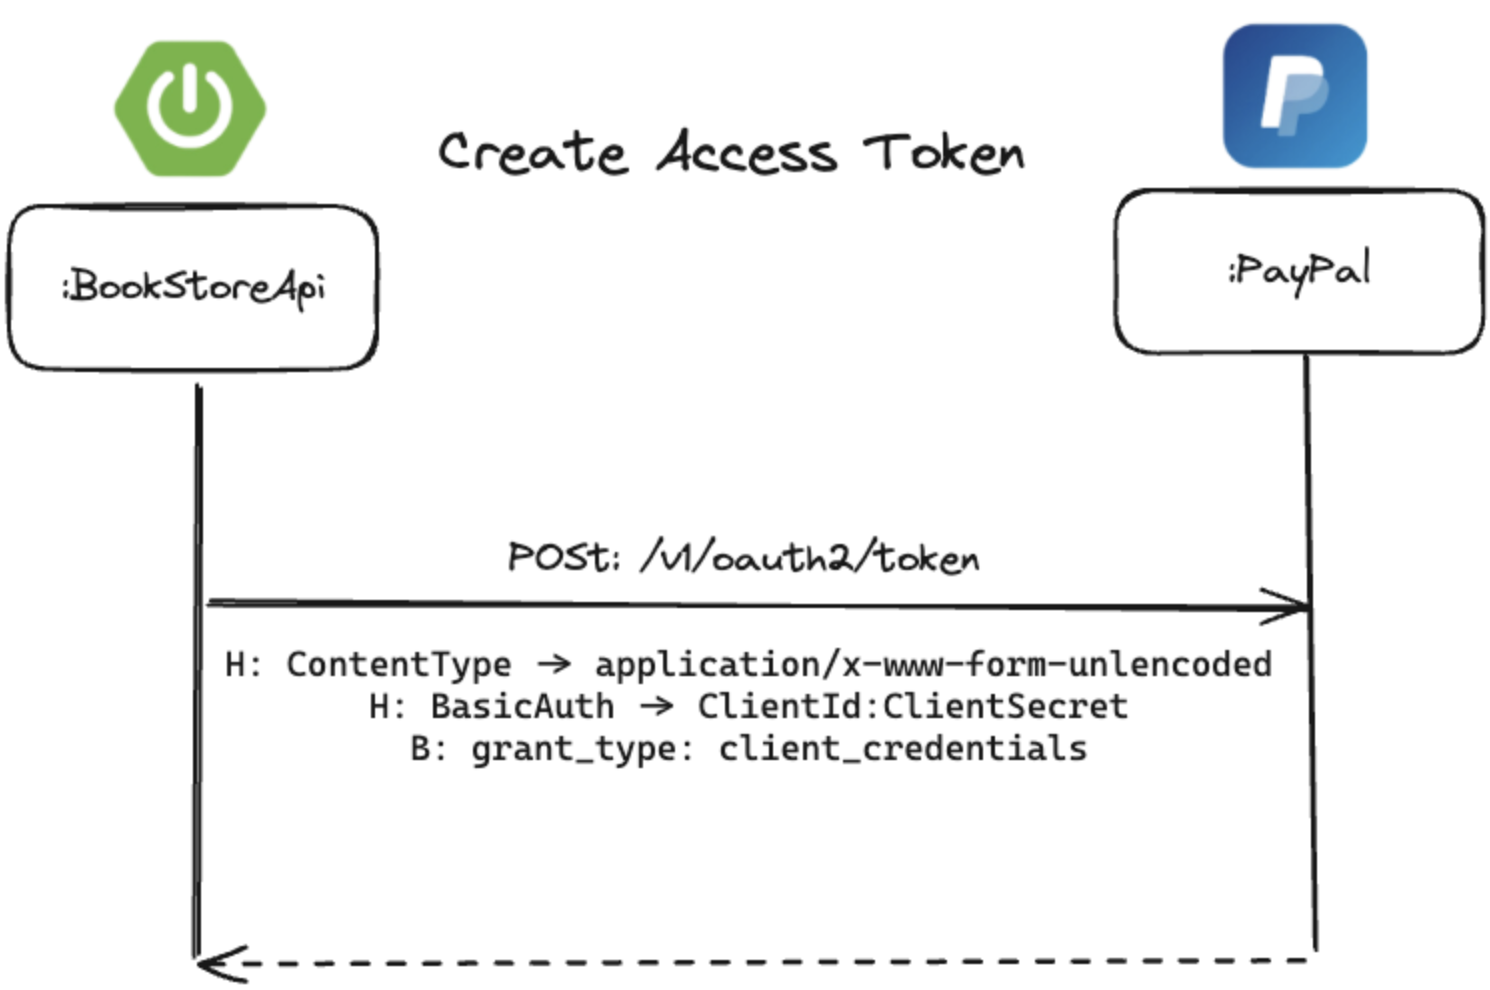 Create Access Token
:BookStoreApi
:PayPal
POSt: /v1/oauth2/token
H: ContentType → application/x-www-form-unlencoded
H: BasicAuth → ClientId:ClientSecret
B: grant_type: client_credentials